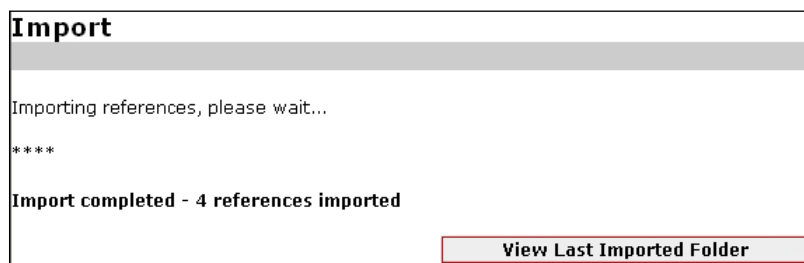 Import
Importing references, please wait...
****
Import completed - 4 references imported
View Last Imported Folder